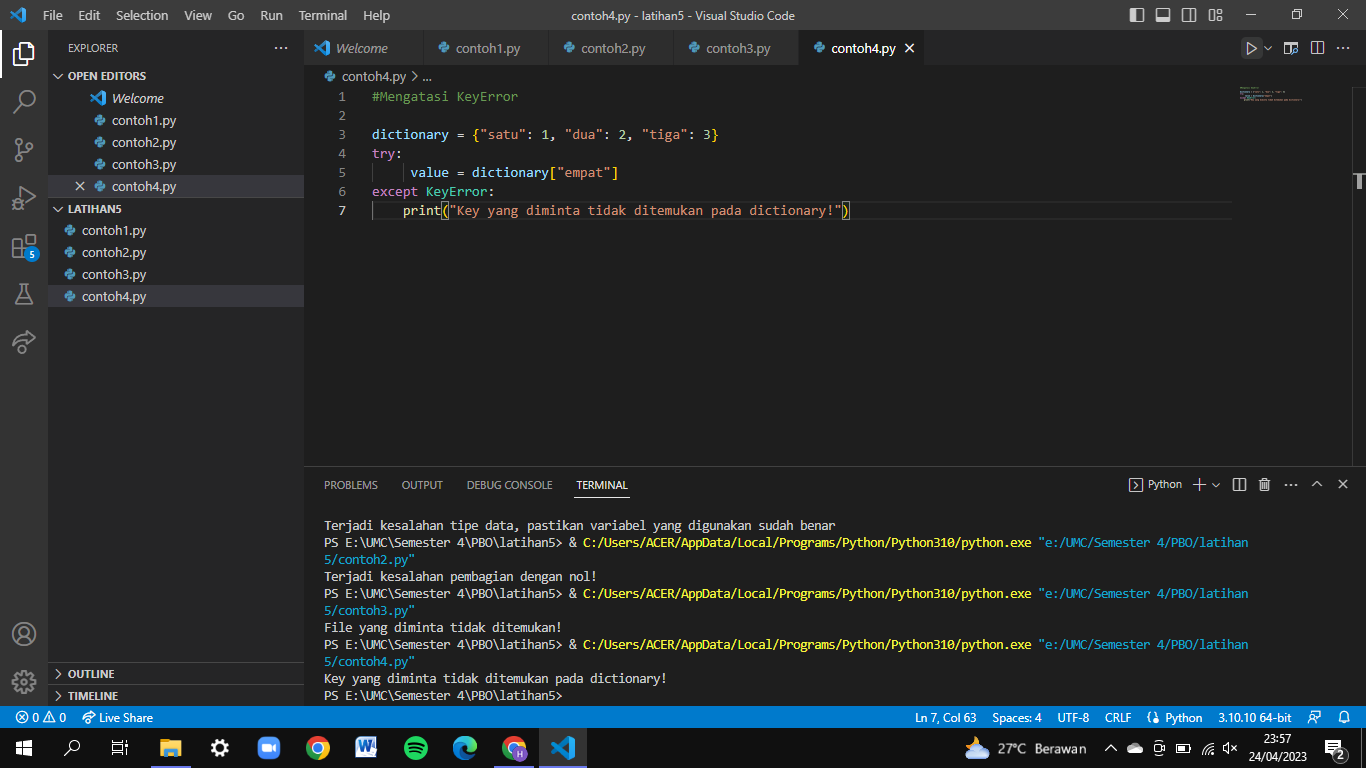 File Edit Selection View Go Run Terminal Help contoh4.py - latihan5 - Visual Studio Code
EXPLORER
OPEN EDITORS
Welcome
contoh1.py
contoh2.py
contoh3.py
contoh4.py
LATIHAN5
contoh1.py
contoh2.py
contoh3.py
contoh4.py
5
OUTLINE
TIMELINE
Welcome contoh1.py contoh2.py contoh3.py contoh4.py
contoh4.py > ...
1 #Mengatasi KeyError
2
3 dictionary = {"satu": 1, "dua": 2, "tiga": 3}
4 try:
5      value = dictionary["empat"]
6 except KeyError:
7     print("Key yang diminta tidak ditemukan pada dictionary!")
PROBLEMS OUTPUT DEBUG CONSOLE TERMINAL Python
Terjadi kesalahan tipe data, pastikan variabel yang digunakan sudah benar
PS E:\UMC\Semester 4\PBO\latihan5> & C:/Users/ACER/AppData/Local/Programs/Python/Python310/python.exe "e:/UMC/Semester 4/PBO/latihan
5/contoh2.py"
Terjadi kesalahan pembagian dengan nol!
PS E:\UMC\Semester 4\PBO\latihan5> & C:/Users/ACER/AppData/Local/Programs/Python/Python310/python.exe "e:/UMC/Semester 4/PBO/latihan
5/contoh3.py"
File yang diminta tidak ditemukan!
PS E:\UMC\Semester 4\PBO\latihan5> & C:/Users/ACER/AppData/Local/Programs/Python/Python310/python.exe "e:/UMC/Semester 4/PBO/latihan
5/contoh4.py"
Key yang diminta tidak ditemukan pada dictionary!
PS E:\UMC\Semester 4\PBO\latihan5>
0 0 Live Share Ln 7, Col 63 Spaces: 4 UTF-8 CRLF Python 3.10.10 64-bit
27°C Berawan 23:57
24/04/2023 2